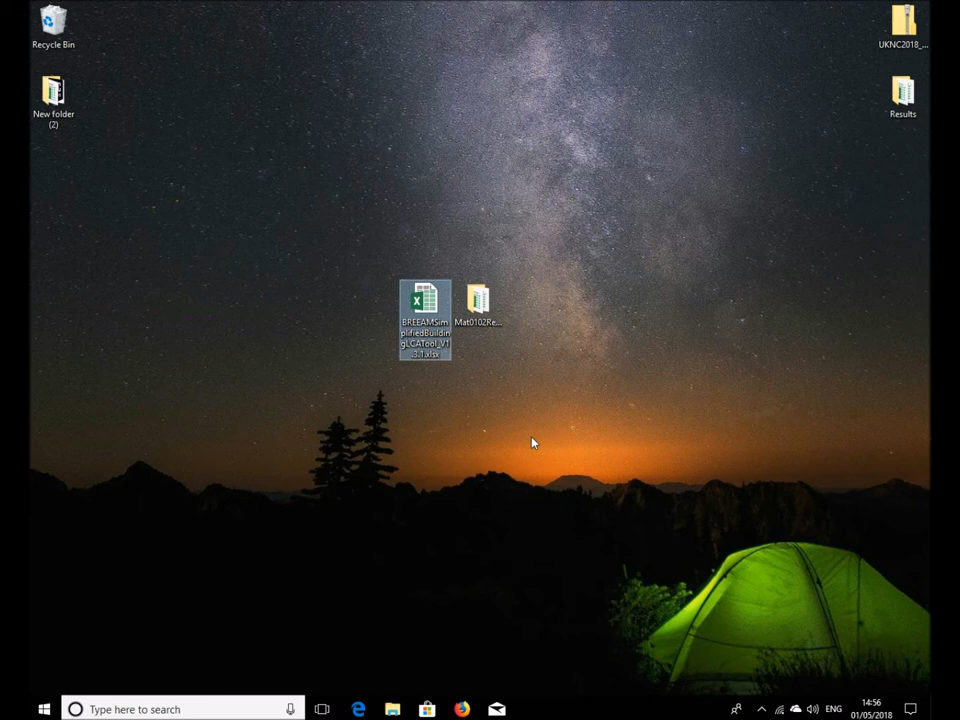 Recycle Bin
New folder
(2)
UKNC2018_...
Results
BREEAMSim
plifiedBuildin
gLCATool_V1
.3.1.xlsx
Mat0102Re...
Type here to search
ENG
14:56
01/05/2018